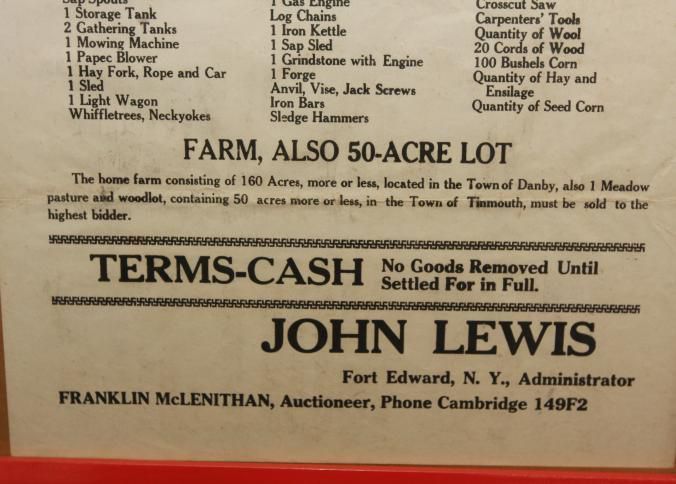 Sap Spouts
1 Storage Tank
2 Gathering Tanks
1 Mowing Machine
1 Papec Blower
1 Hay Fork, Rope and Car
1 Sled
1 Light Wagon
Whiffletrees, Neckyokes
1 Gas Engine
Log Chains
1 Iron Kettle
1 Sap Sled
1 Grindstone with Engine
1 Forge
Anvil, Vise, Jack Screws
Iron Bars
Sledge Hammers
Crosscut Saw
Carpenters' Tools
Quantity of Wool
20 Cords of Wood
100 Bushels Corn
Quantity of Hay and
Ensilage
Quantity of Seed Corn
FARM, ALSO 50-ACRE LOT
The home farm consisting of 160 Acres, more or less, located in the Town of Danby, also 1 Meadow
pasture and woodlot, containing 50 acres more or less, in the Town of Tinmouth, must be sold to the
highest bidder.
TERMS-CASH No Goods Removed Until
Settled For in Full.
JOHN LEWIS
Fort Edward, N. Y., Administrator
FRANKLIN McLENITHAN, Auctioneer, Phone Cambridge 149F2